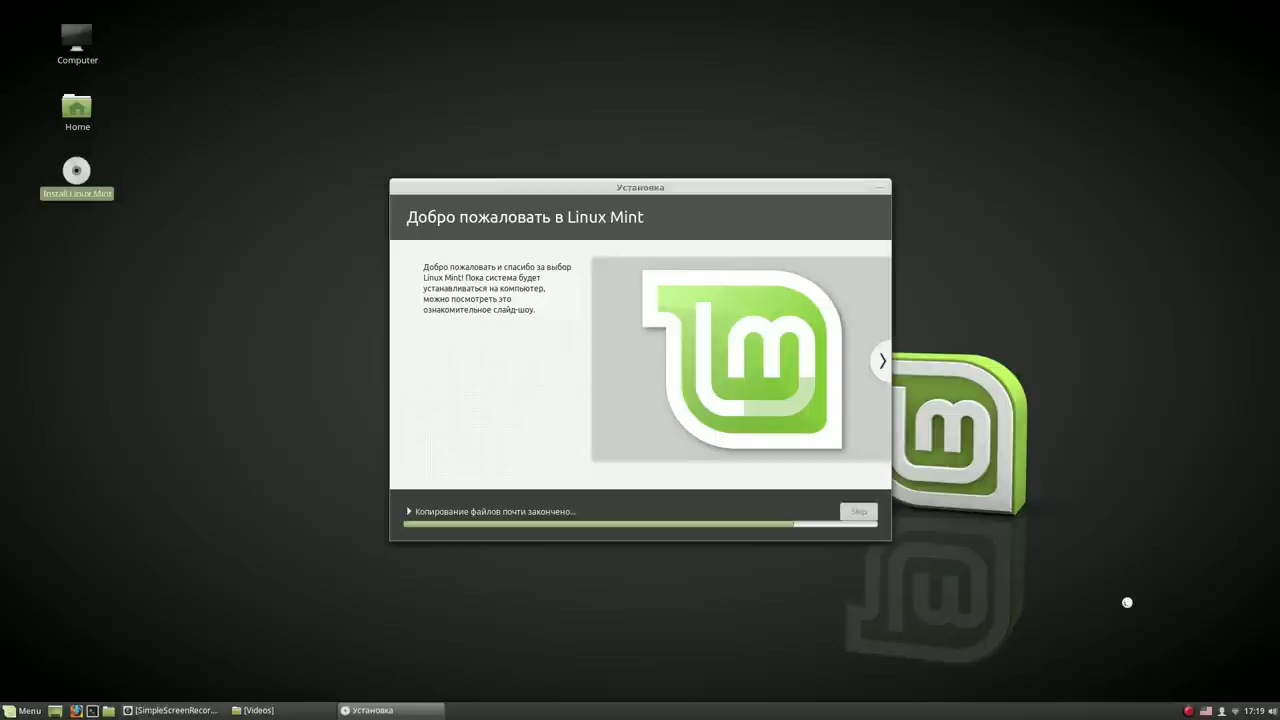 Computer
Home
Install Linux Mint
Установка
Добро пожаловать в Linux Mint
Добро пожаловать и спасибо за выбор
Linux Mint! Пока система будет
устанавливаться на компьютер,
можно посмотреть это
ознакомительное слайд-шоу.
Копирование файлов почти закончено...
Skip
Menu
[SimpleScreenRecor...
[Videos]
Установка
17:19